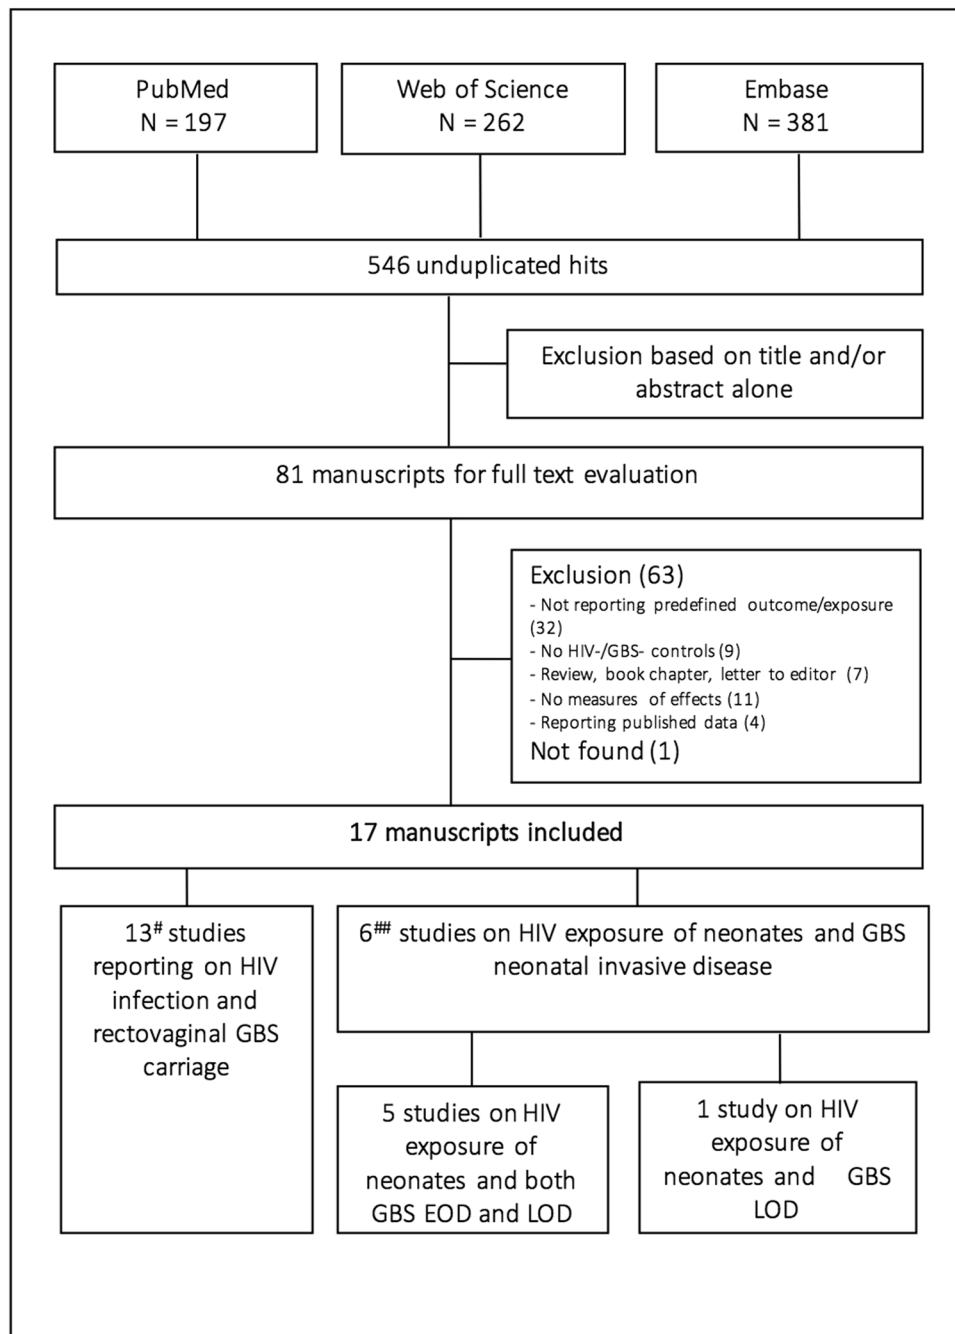 PubMed
N = 197
Web of Science
N = 262
Embase
N = 381
546 unduplicated hits
Exclusion based on title and/or
abstract alone
81 manuscripts for full text evaluation
Exclusion (63)
- Not reporting predefined outcome/exposure
(32)
- No HIV-/GBS- controls (9)
- Review, book chapter, letter to editor (7)
- No measures of effects (11)
- Reporting published data (4)
Not found (1)
17 manuscripts included
13# studies
reporting on HIV
infection and
rectovaginal GBS
carriage
6## studies on HIV exposure of neonates and GBS
neonatal invasive disease
5 studies on HIV
exposure of
neonates and both
GBS EOD and LOD
1 study on HIV
exposure of
neonates and GBS
LOD